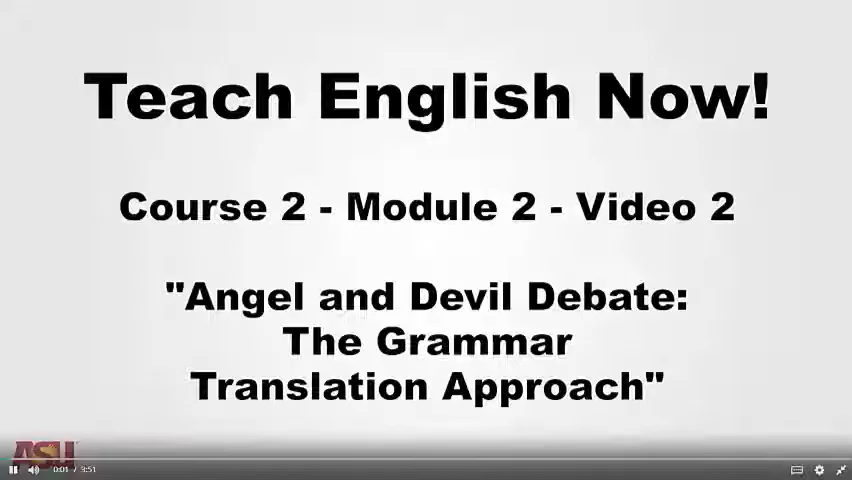 Teach English Now!
Course 2 - Module 2 - Video 2
"Angel and Devil Debate:
The Grammar
Translation Approach"
ASU
0:01 / 3:51